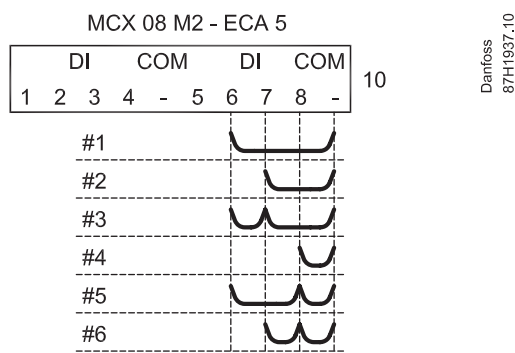 MCX 08 M2 - ECA 5
DI COM DI COM
1 2 3 4 - 5 6 7 8 -
10
#1
#2
#3
#4
#5
#6
Danfoss
87H1937.10